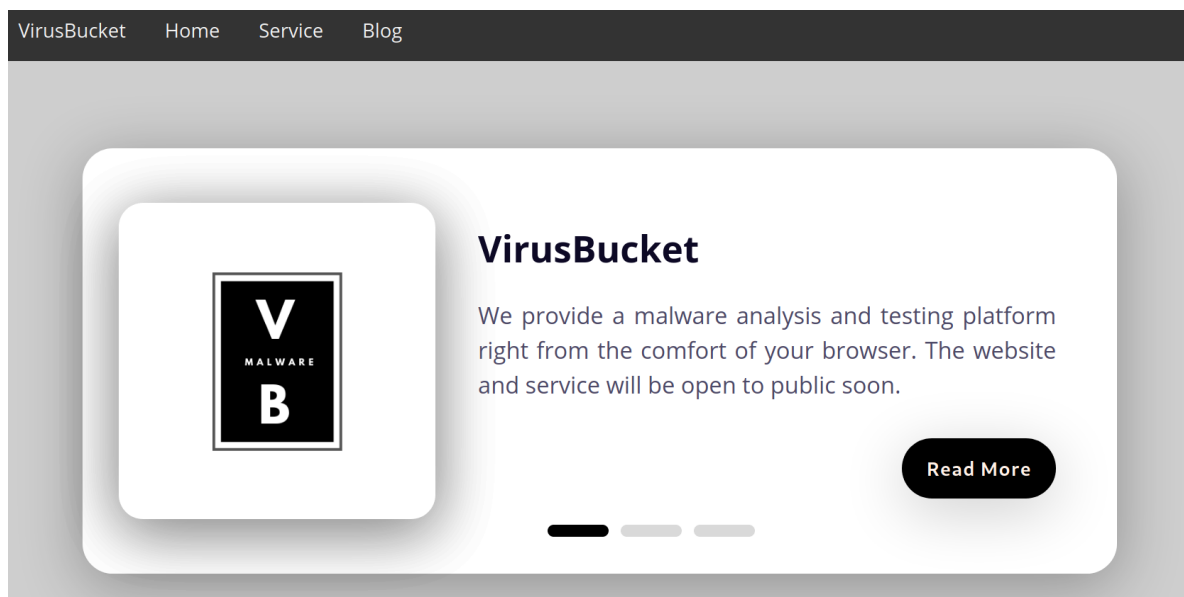 VirusBucket Home Service Blog
V
MALWARE
B
VirusBucket
We provide a malware analysis and testing platform
right from the comfort of your browser. The website
and service will be open to public soon.
Read More